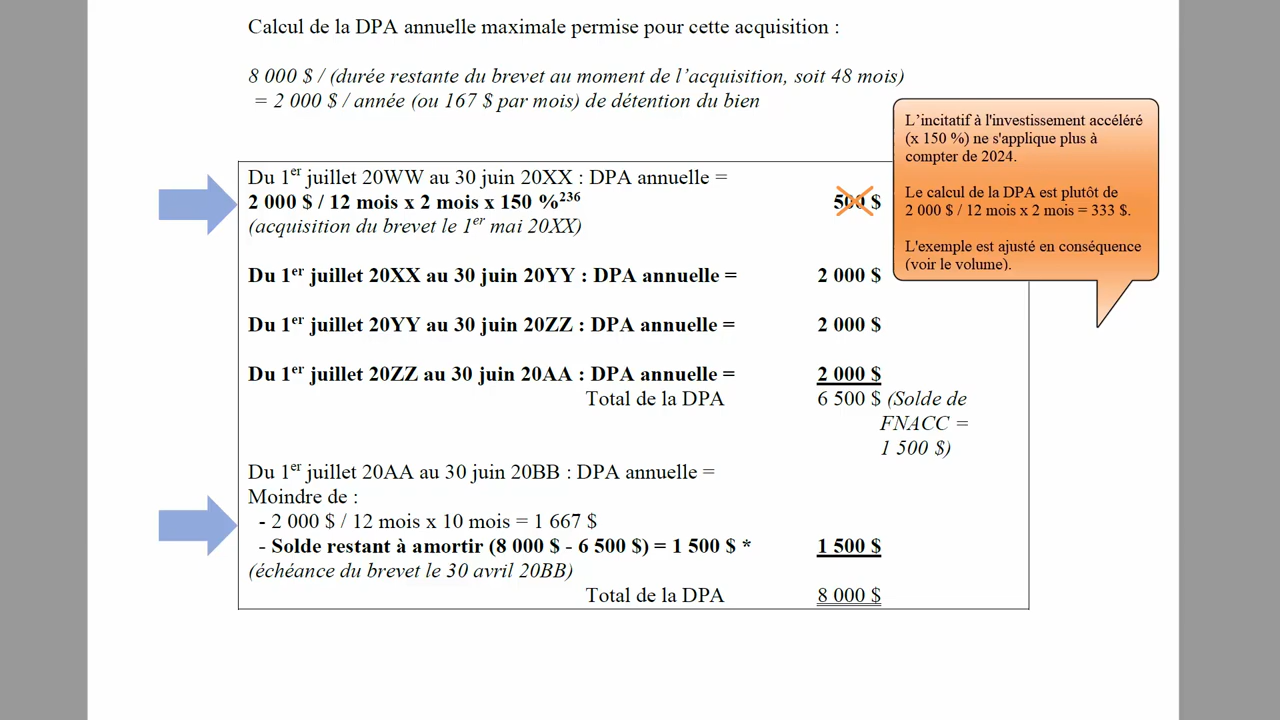 Calcul de la DPA annuelle maximale permise pour cette acquisition :
8 000 $ / (durée restante du brevet au moment de l’acquisition, soit 48 mois)
= 2 000 $ / année (ou 167 $ par mois) de détention du bien
L’incitatif à l'investissement accéléré
(x 150 %) ne s'applique plus à
compter de 2024.
Le calcul de la DPA est plutôt de
2 000 $ / 12 mois x 2 mois = 333 $.
L'exemple est ajusté en conséquence
(voir le volume).
Du 1er juillet 20WW au 30 juin 20XX : DPA annuelle =
2 000 $ / 12 mois x 2 mois x 150 %236 500 $
(acquisition du brevet le 1er mai 20XX)
Du 1er juillet 20XX au 30 juin 20YY : DPA annuelle = 2 000 $
Du 1er juillet 20YY au 30 juin 20ZZ : DPA annuelle = 2 000 $
Du 1er juillet 20ZZ au 30 juin 20AA : DPA annuelle = 2 000 $
Total de la DPA 6 500 $ (Solde de
FNACC =
1 500 $)
Du 1er juillet 20AA au 30 juin 20BB : DPA annuelle =
Moindre de :
- 2 000 $ / 12 mois x 10 mois = 1 667 $
- Solde restant à amortir (8 000 $ - 6 500 $) = 1 500 $ * 1 500 $
(échéance du brevet le 30 avril 20BB)
Total de la DPA 8 000 $